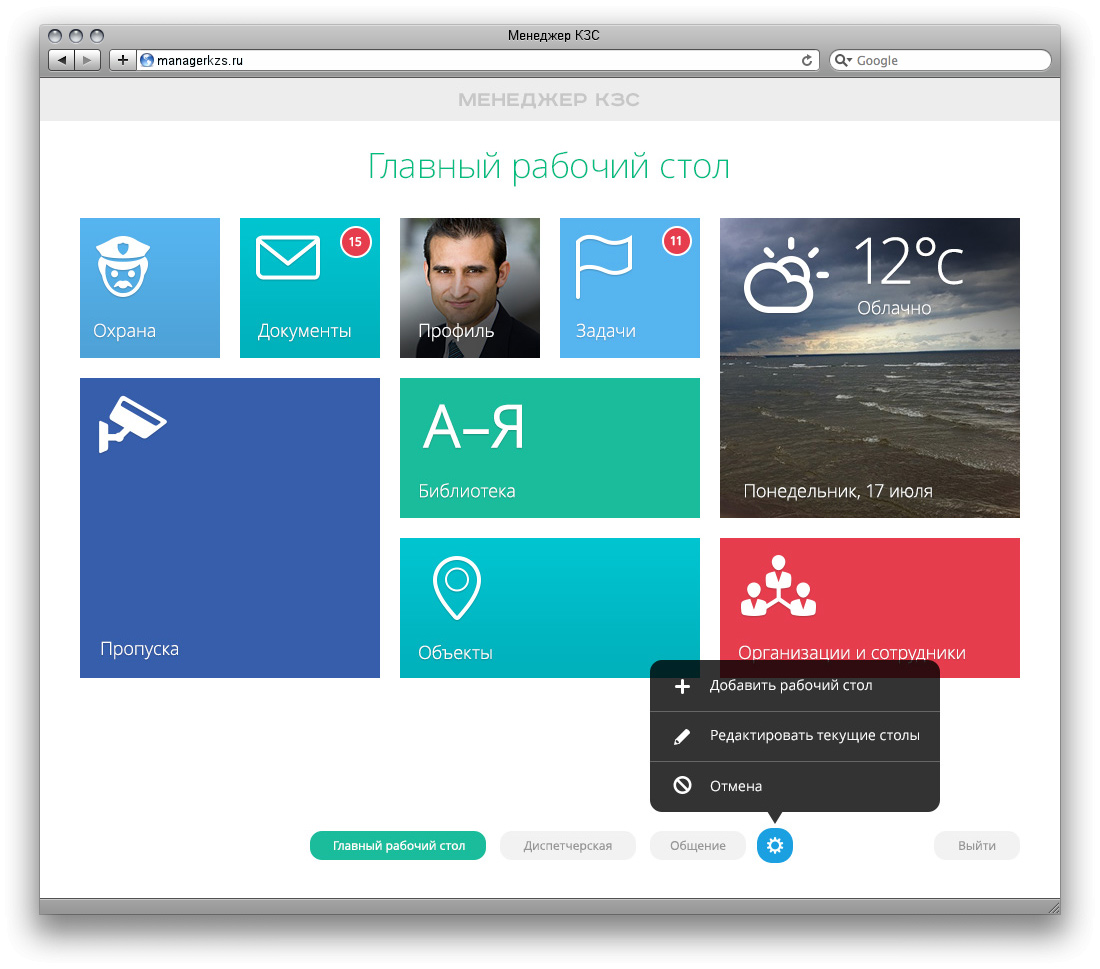 Менеджер КЗС
managerkzs.ru
Google
МЕНЕДЖЕР КЗС
Главный рабочий стол
Охрана
15
Документы
Профиль
11
Задачи
12°C
Облачно
Понедельник, 17 июля
Пропуска
А–Я
Библиотека
Объекты
Организации и сотрудники
Добавить рабочий стол
Редактировать текущие столы
Отмена
Главный рабочий стол
Диспетчерская
Общение
Выйти